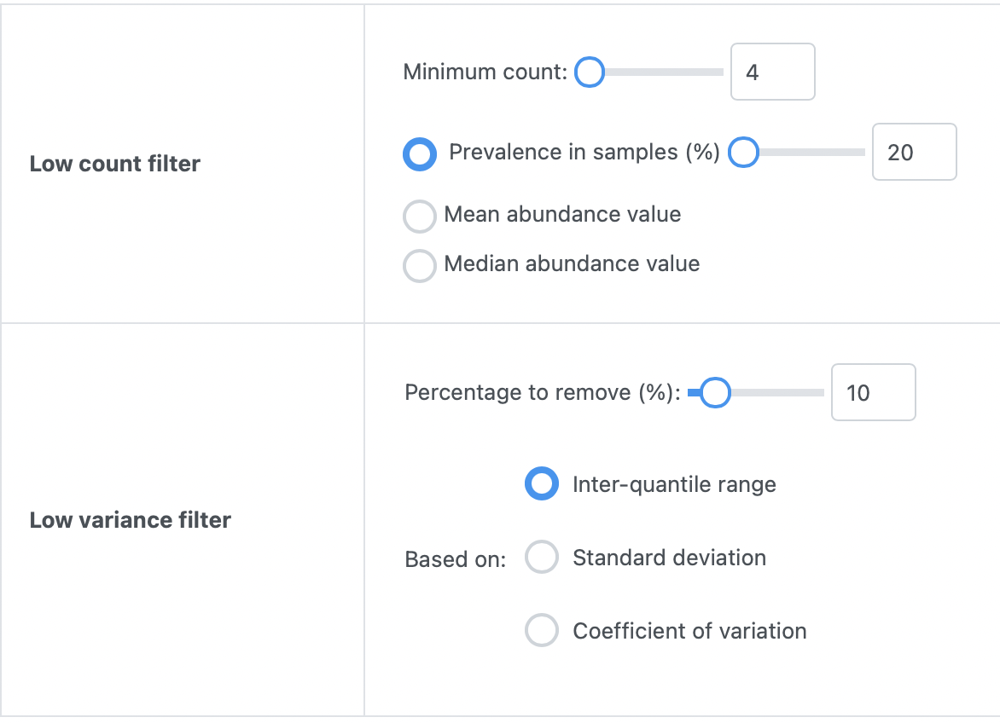 Low count filter
Minimum count:
4
Prevalence in samples (%)
20
Mean abundance value
Median abundance value
Low variance filter
Percentage to remove (%):
10
Based on:
Inter-quantile range
Standard deviation
Coefficient of variation